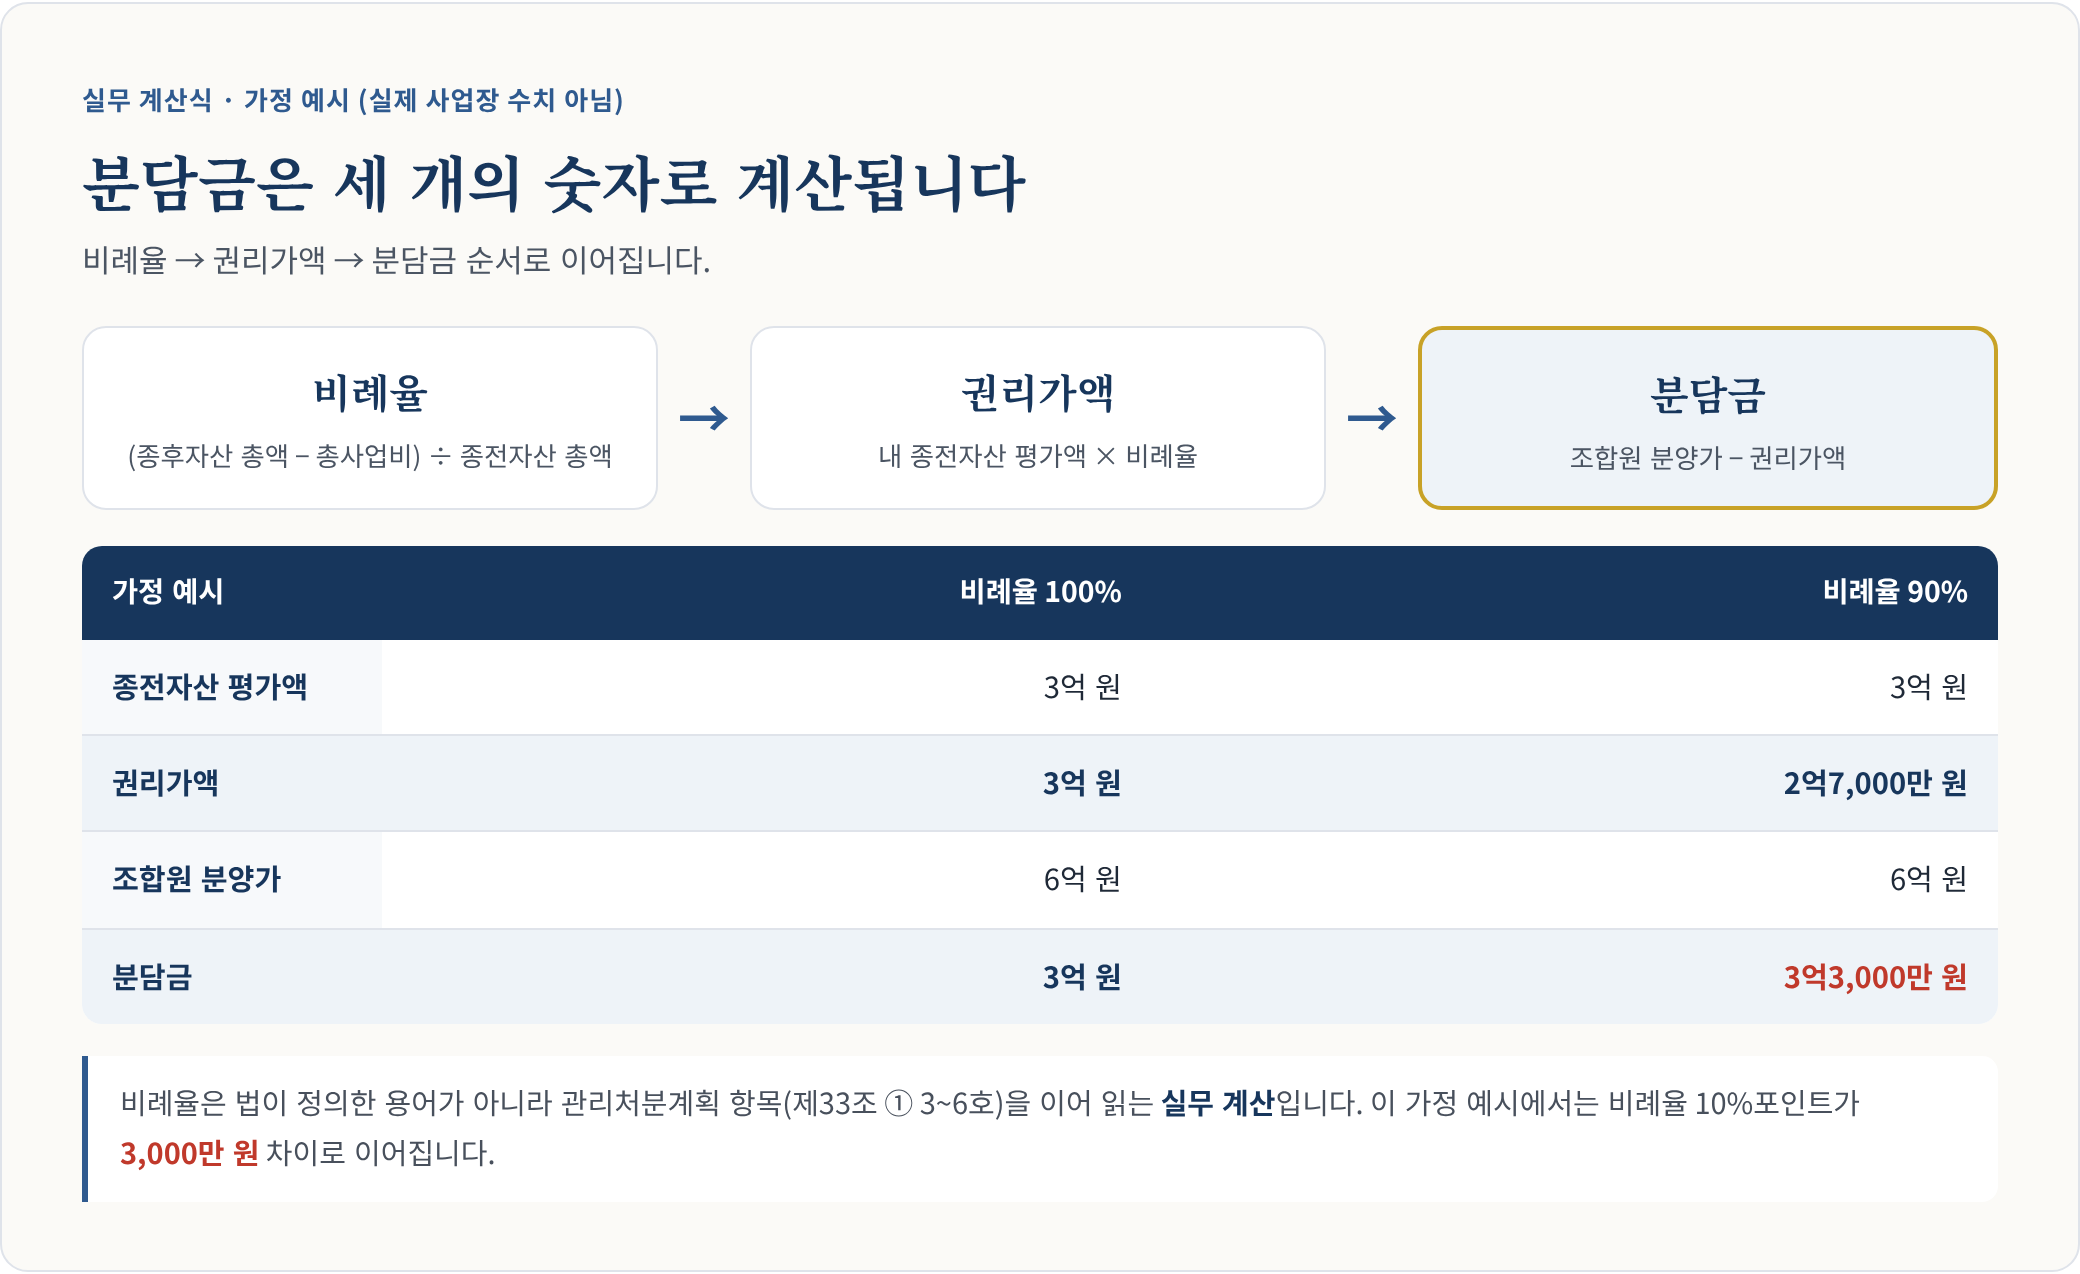 실무 계산식 · 가정 예시 (실제 사업장 수치 아님)
분담금은 세 개의 숫자로 계산됩니다
비례율 → 권리가액 → 분담금 순서로 이어집니다.
비례율
(종후자산 총액 – 총사업비) ÷ 종전자산 총액
→
권리가액
내 종전자산 평가액 × 비례율
→
분담금
조합원 분양가 – 권리가액
가정 예시 비례율 100% 비례율 90%
종전자산 평가액 3억 원 3억 원
권리가액 3억 원 2억7,000만 원
조합원 분양가 6억 원 6억 원
분담금 3억 원 3억3,000만 원
비례율은 법이 정의한 용어가 아니라 관리처분계획 항목(제33조 ① 3~6호)을 이어 읽는 실무 계산입니다. 이 가정 예시에서는 비례율 10%포인트가
3,000만 원 차이로 이어집니다.